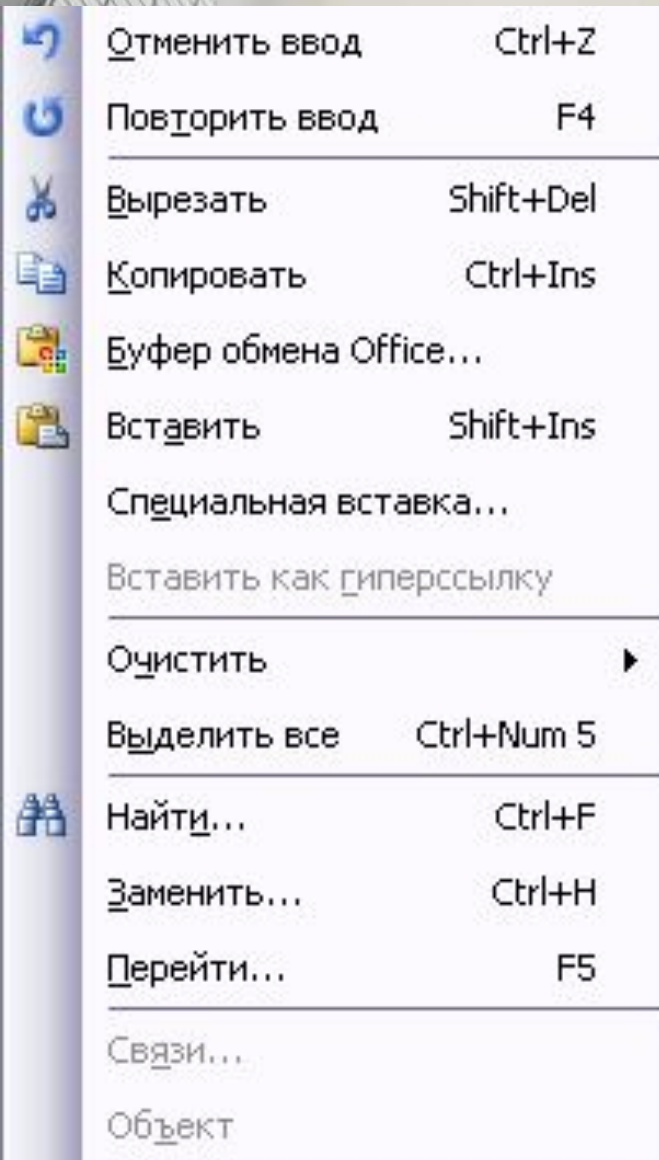 Отменить ввод Ctrl+Z
Повторить ввод F4
Вырезать Shift+Del
Копировать Ctrl+Ins
Буфер обмена Office...
Вставить Shift+Ins
Специальная вставка...
Вставить как гиперссылку
Очистить
Выделить все Ctrl+Num 5
Найти... Ctrl+F
Заменить... Ctrl+H
Перейти... F5
Связи...
Объект